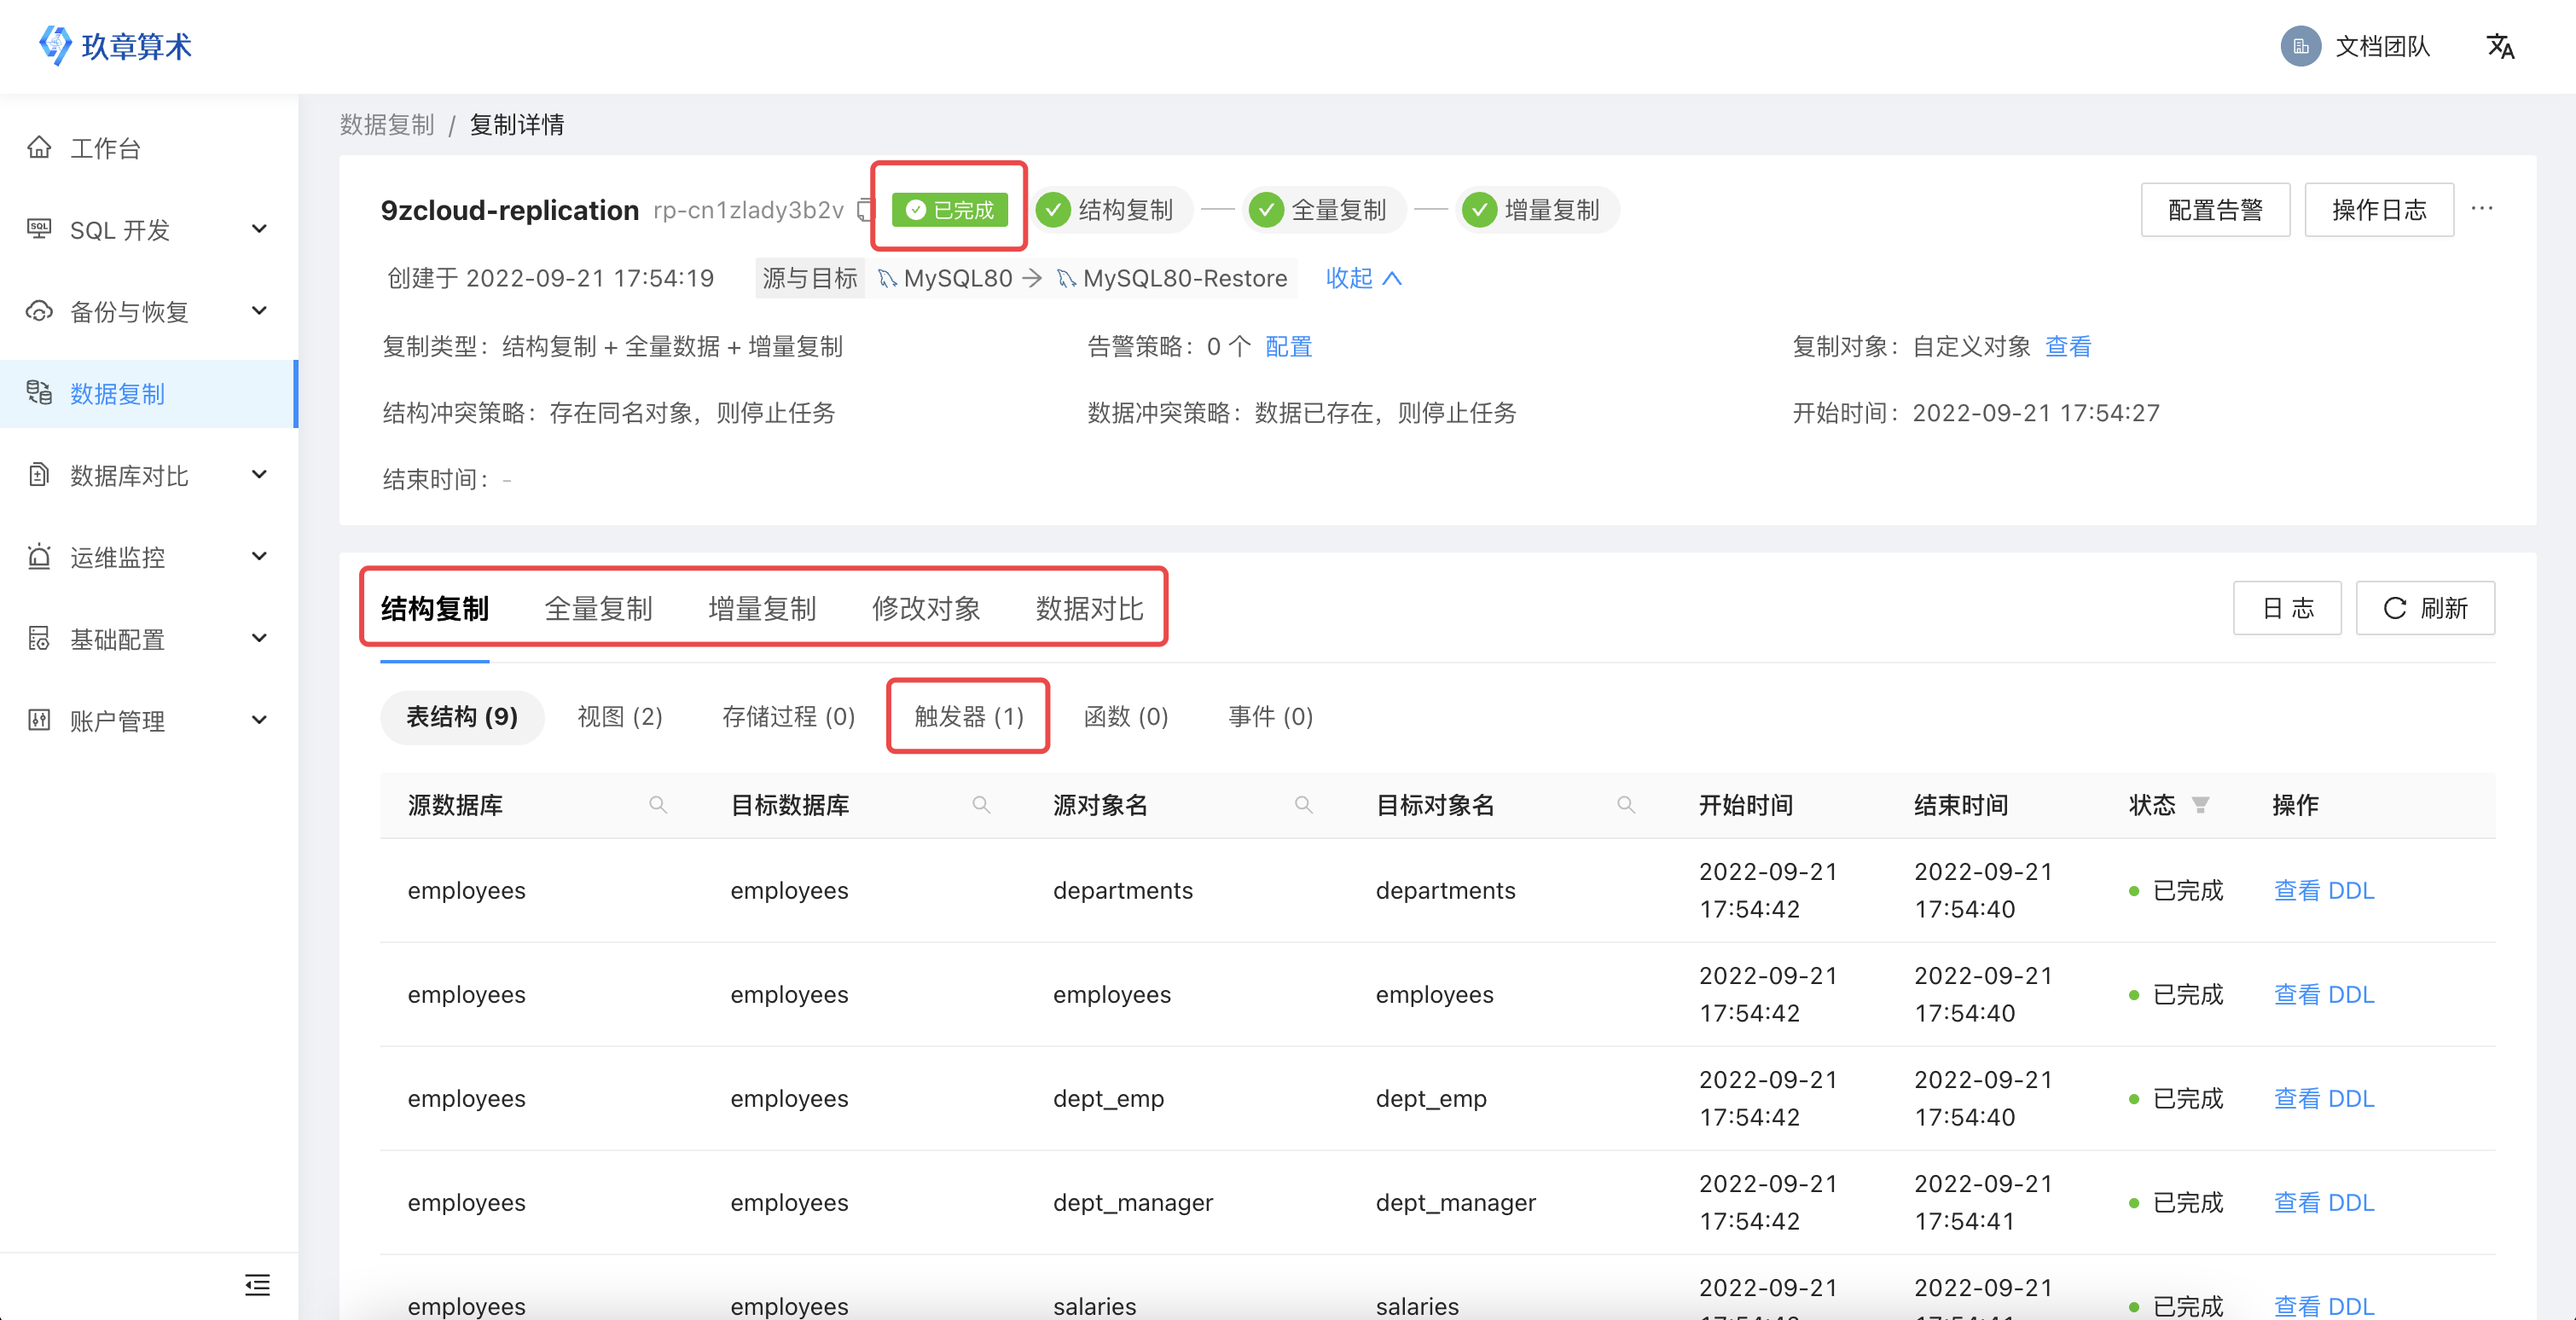 玖章算术
文档团队
工作台
SQL 开发
备份与恢复
数据复制
数据库对比
运维监控
基础配置
账户管理
数据复制 / 复制详情
9zcloud-replication rp-cn1zlady3b2v 已完成 结构复制 全量复制 增量复制
配置告警 操作日志 ...
创建于 2022-09-21 17:54:19 源与目标 MySQL80 → MySQL80-Restore 收起
复制类型：结构复制 + 全量数据 + 增量复制 告警策略：0 个 配置 复制对象：自定义对象 查看
结构冲突策略：存在同名对象，则停止任务 数据冲突策略：数据已存在，则停止任务 开始时间：2022-09-21 17:54:27
结束时间：-
结构复制 全量复制 增量复制 修改对象 数据对比 日 志 刷新
表结构 (9) 视图 (2) 存储过程 (0) 触发器 (1) 函数 (0) 事件 (0)
源数据库 目标数据库 源对象名 目标对象名 开始时间 结束时间 状态 操作
employees employees departments departments 2022-09-21 17:54:42 2022-09-21 17:54:40 已完成 查看 DDL
employees employees employees employees 2022-09-21 17:54:42 2022-09-21 17:54:40 已完成 查看 DDL
employees employees dept_emp dept_emp 2022-09-21 17:54:42 2022-09-21 17:54:40 已完成 查看 DDL
employees employees dept_manager dept_manager 2022-09-21 17:54:42 2022-09-21 17:54:41 已完成 查看 DDL
employees employees salaries salaries 2022-09-21 2022-09-21 已完成 查看 DDL